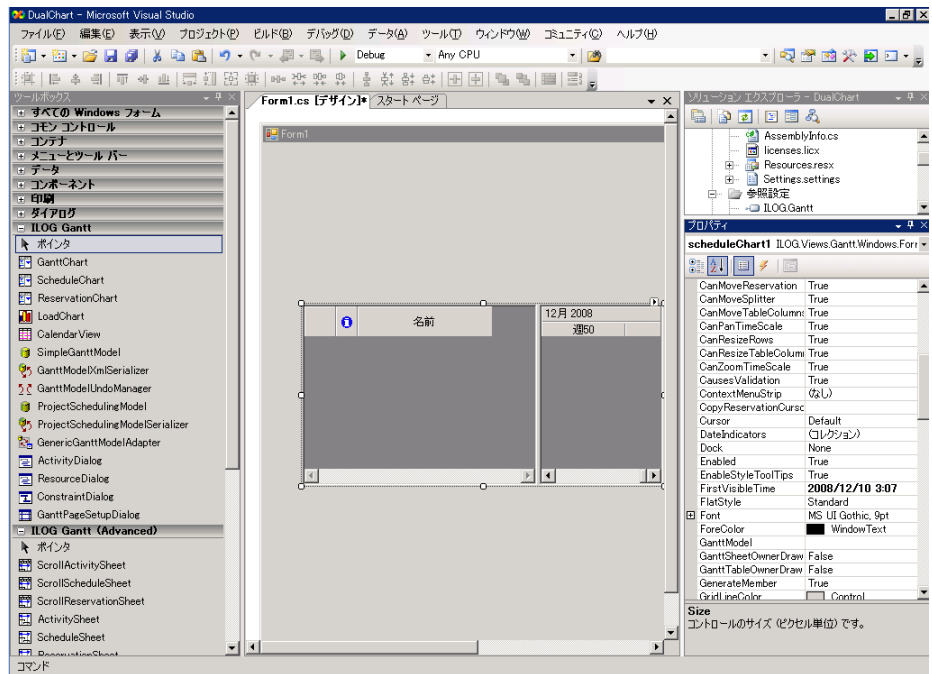 DualChart - Microsoft Visual Studio
ファイル(F) 編集(E) 表示(V) プロジェクト(P) ビルド(B) デバッグ(D) データ(A) ツール(T) ウィンドウ(W) コミュニティ(C) ヘルプ(H)
Debug Any CPU
ツールボックス
すべての Windows フォーム
コモン コントロール
コンテナ
メニューとツール バー
データ
コンポーネント
印刷
ダイアログ
ILOG Gantt
ポインタ
GanttChart
ScheduleChart
ReservationChart
LoadChart
CalendarView
SimpleGanttModel
GanttModelXmlSerializer
GanttModelUndoManager
ProjectSchedulingModel
ProjectSchedulingModelSerializer
GenericGanttModelAdapter
ActivityDialog
ResourceDialog
ConstraintDialog
GanttPageSetupDialog
ILOG Gantt (Advanced)
ポインタ
ScrollActivitySheet
ScrollScheduleSheet
ScrollReservationSheet
ActivitySheet
ScheduleSheet
ReservationSheet
コマンド
Form1.cs [デザイン]* スタート ページ
Form1
名前
12月 2008
週50
ソリューション エクスプローラ - DualChart
AssemblyInfo.cs
licenses.licx
Resources.resx
Settings.settings
参照設定
ILOG.Gantt
プロパティ
scheduleChart1 ILOG.Views.Gantt.Windows.Forr
CanMoveReservation True
CanMoveSplitter True
CanMoveTableColumn: True
CanPanTimeScale True
CanResizeRows True
CanResizeTableColum True
CanZoomTimeScale True
CausesValidation True
ContextMenuStrip (なし)
CopyReservationCursc
Cursor Default
DateIndicators (コレクション)
Dock None
Enabled True
EnableStyleToolTips True
FirstVisibleTime 2008/12/10 3:07
FlatStyle Standard
Font MS UI Gothic, 9pt
ForeColor WindowText
GanttModel
GanttSheetOwnerDraw False
GanttTableOwnerDraw False
GenerateMember True
GridLineColor Control
Size
コントロールのサイズ (ピクセル単位) です。